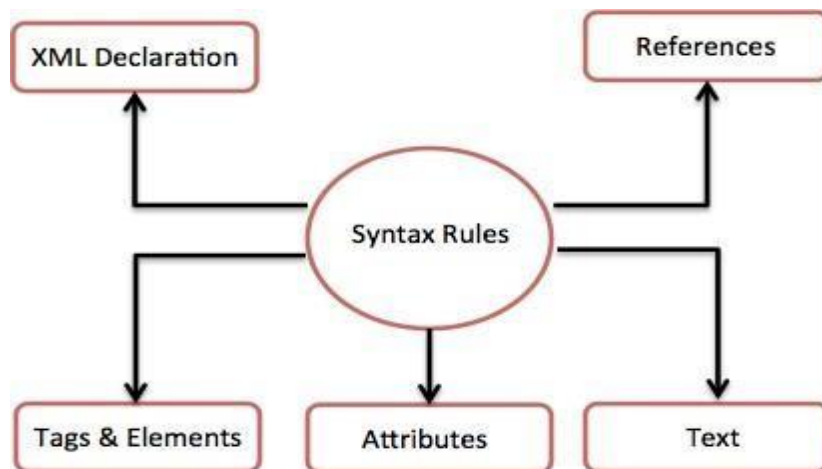 XML Declaration
References
Syntax Rules
Tags & Elements
Attributes
Text